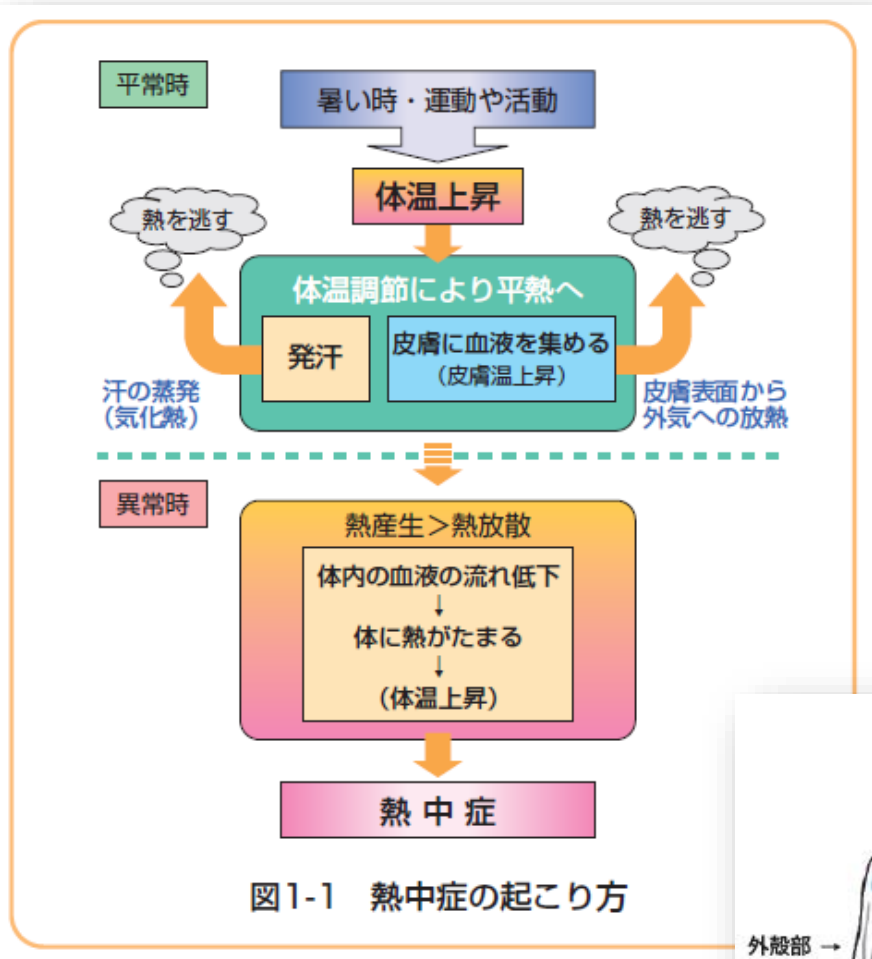 平常時
暑い時・運動や活動
体温上昇
熱を逃す
熱を逃す
体温調節により平熱へ
発汗
皮膚に血液を集める
（皮膚温上昇）
汗の蒸発
（気化熱）
皮膚表面から
外気への放熱
異常時
熱産生＞熱放散
体内の血液の流れ低下
↓
体に熱がたまる
↓
（体温上昇）
熱中症
図1-1　熱中症の起こり方
外殻部 →